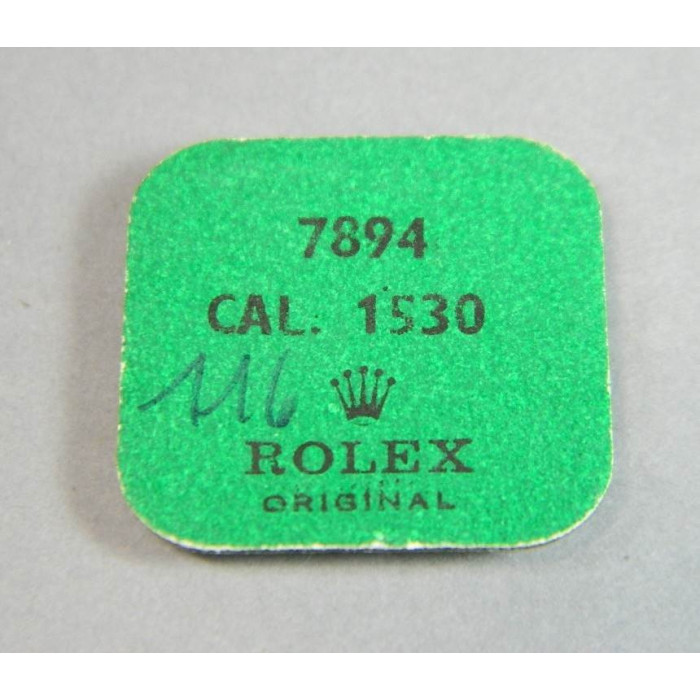 7894
CAL. 1530
116
ROLEX
ORIGINAL